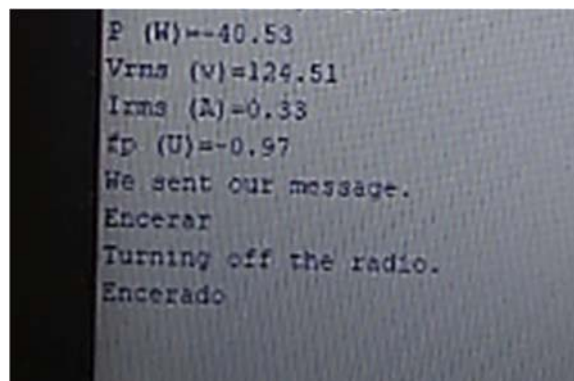 P (W)=-40.53
Vrms (v)=124.51
Irms (A)=0.33
fp (U)=-0.97
We sent our message.
Encerar
Turning off the radio.
Encerado